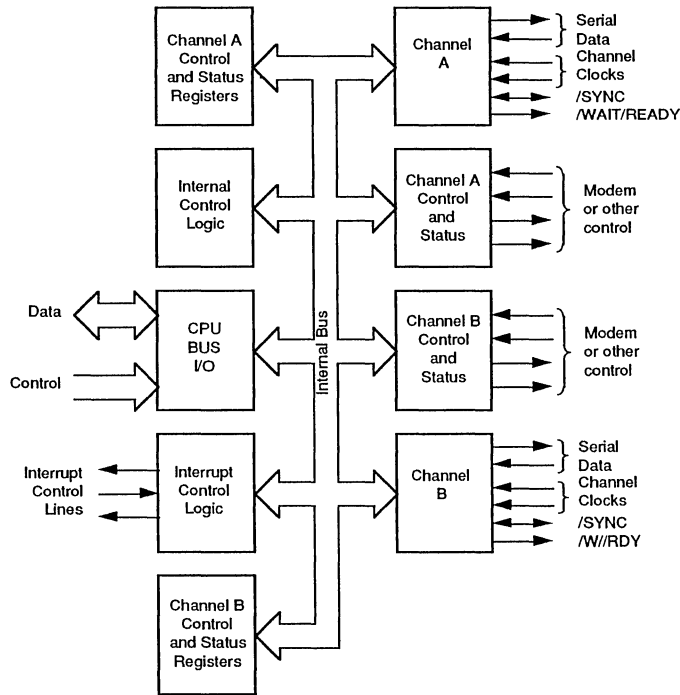 Channel A
Control
and Status
Registers
Channel
A
Serial
Data
Channel
Clocks
/SYNC
/WAIT/READY
Internal
Control
Logic
Channel A
Control
and
Status
Modem
or other
control
Data
Control
CPU
BUS
I/O
Internal Bus
Channel B
Control
and
Status
Modem
or other
control
Interrupt
Control
Lines
Interrupt
Control
Logic
Channel
B
Serial
Data
Channel
Clocks
/SYNC
/W//RDY
Channel B
Control
and Status
Registers